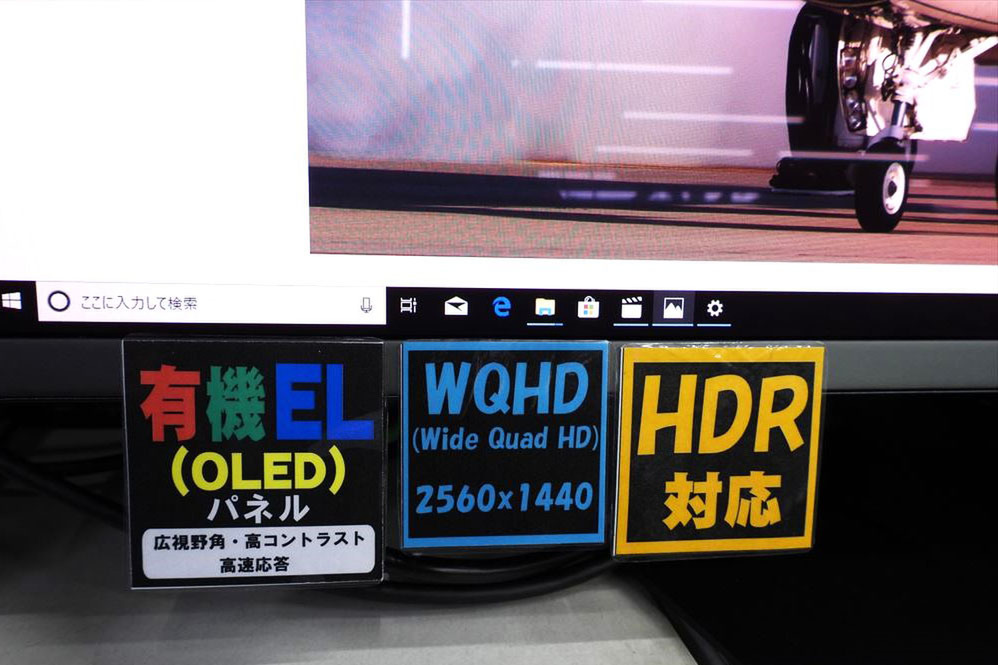 ここに入力して検索
有機EL
(OLED)
パネル
広視野角・高コントラスト
高速応答
WQHD
(Wide Quad HD)
2560x1440
HDR
対応